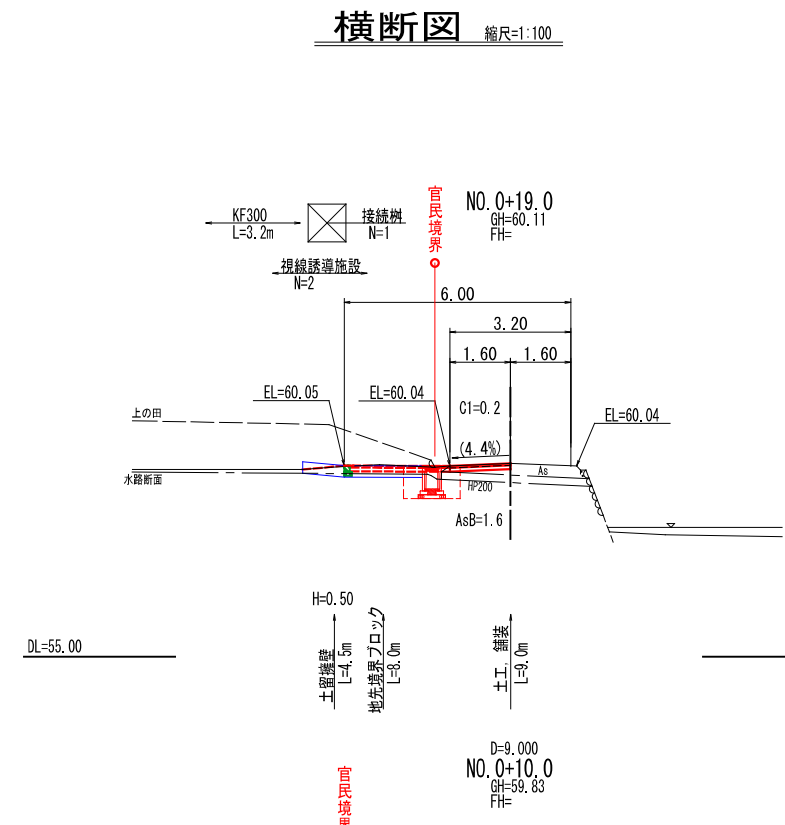 横断図 縮尺=1:100
官民境界
NO.0+19.0
GH=60.11
FH=
KF300
L=3.2m
接続桝
N=1
視線誘導施設
N=2
6.00
3.20
1.60 1.60
EL=60.05 EL=60.04
C1=0.2
EL=60.04
上の田
(4.4%)
As
水路断面
HP200
AsB=1.6
H=0.50
土留擁壁
L=4.5m
地先境界ブロック
L=8.0m
土工, 舗装
L=9.0m
DL=55.00
D=9.000
NO.0+10.0
GH=59.83
FH=
官民境界